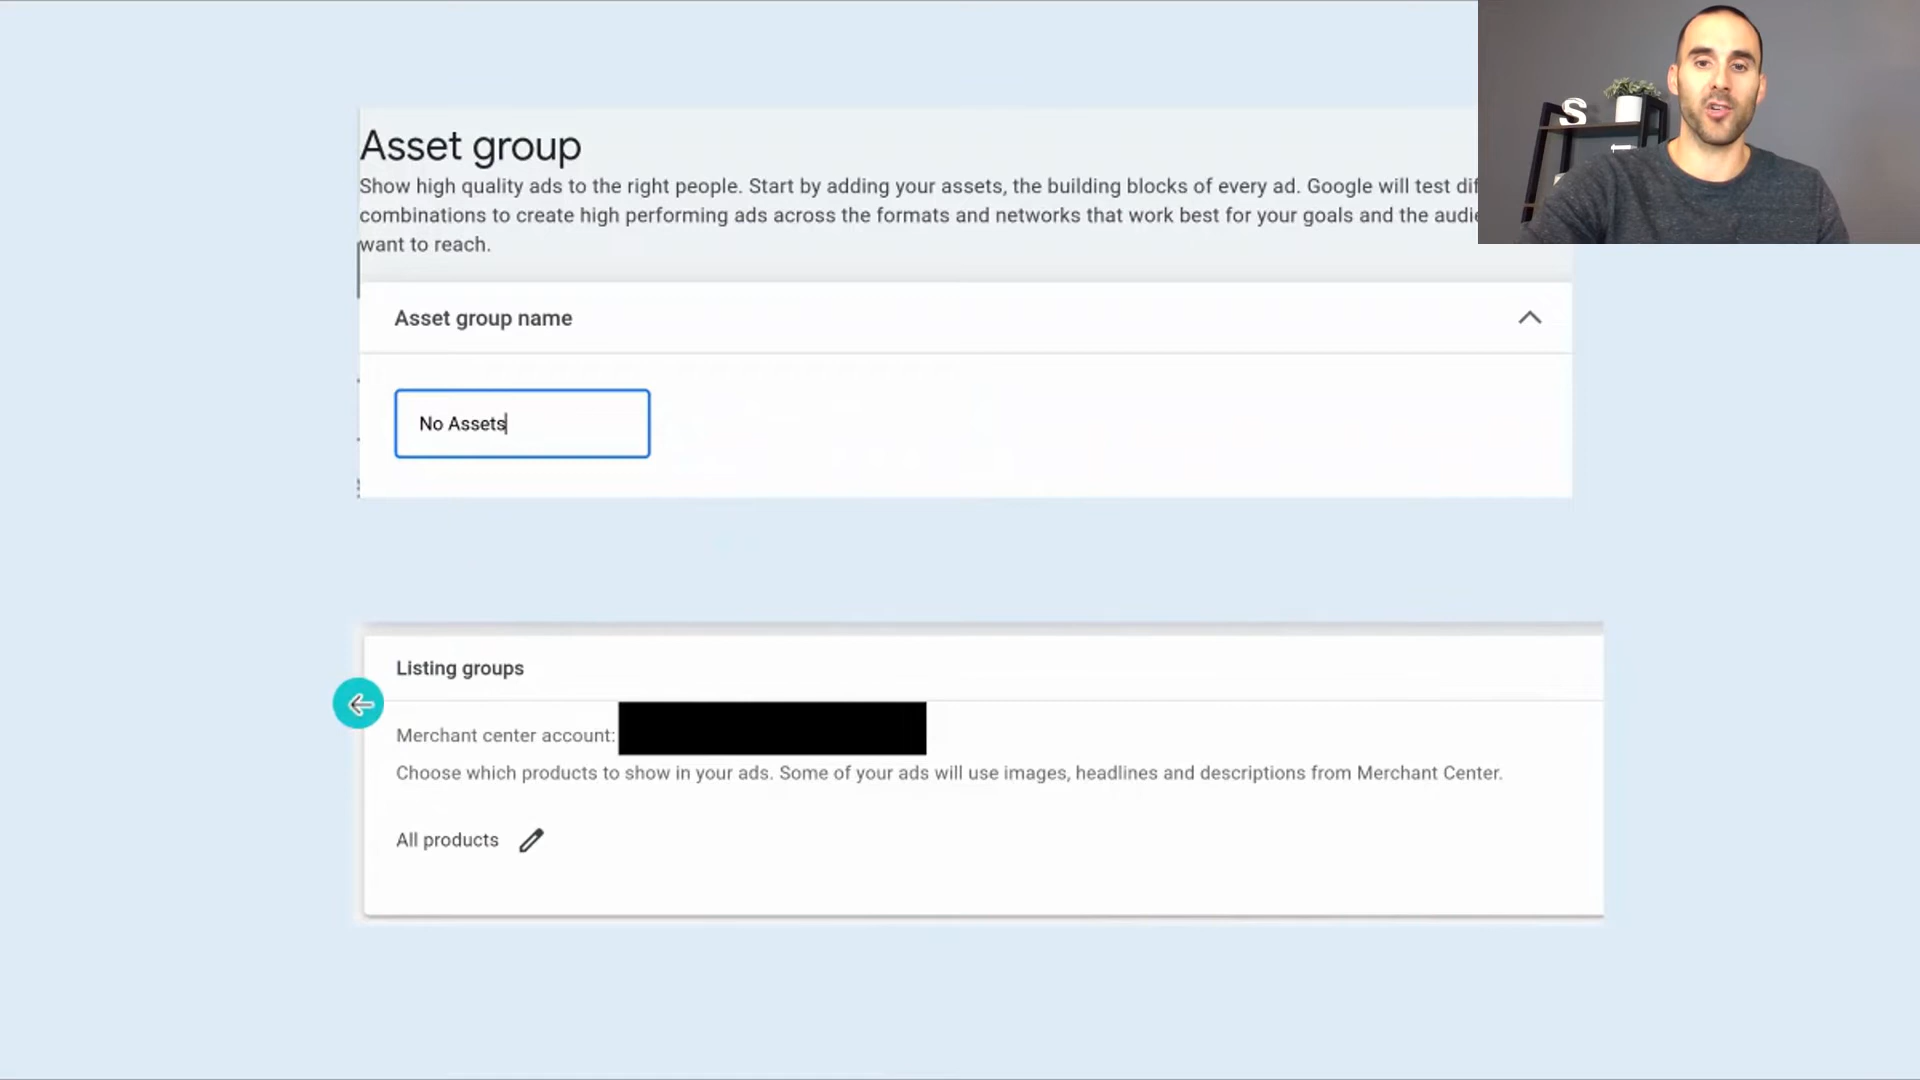 Asset group
Show high quality ads to the right people. Start by adding your assets, the building blocks of every ad. Google will test
combinations to create high performing ads across the formats and networks that work best for your goals and the
want to reach.
Asset group name
No Assets
Listing groups
Merchant center account:
Choose which products to show in your ads. Some of your ads will use images, headlines and descriptions from Merchant Center.
All products
S